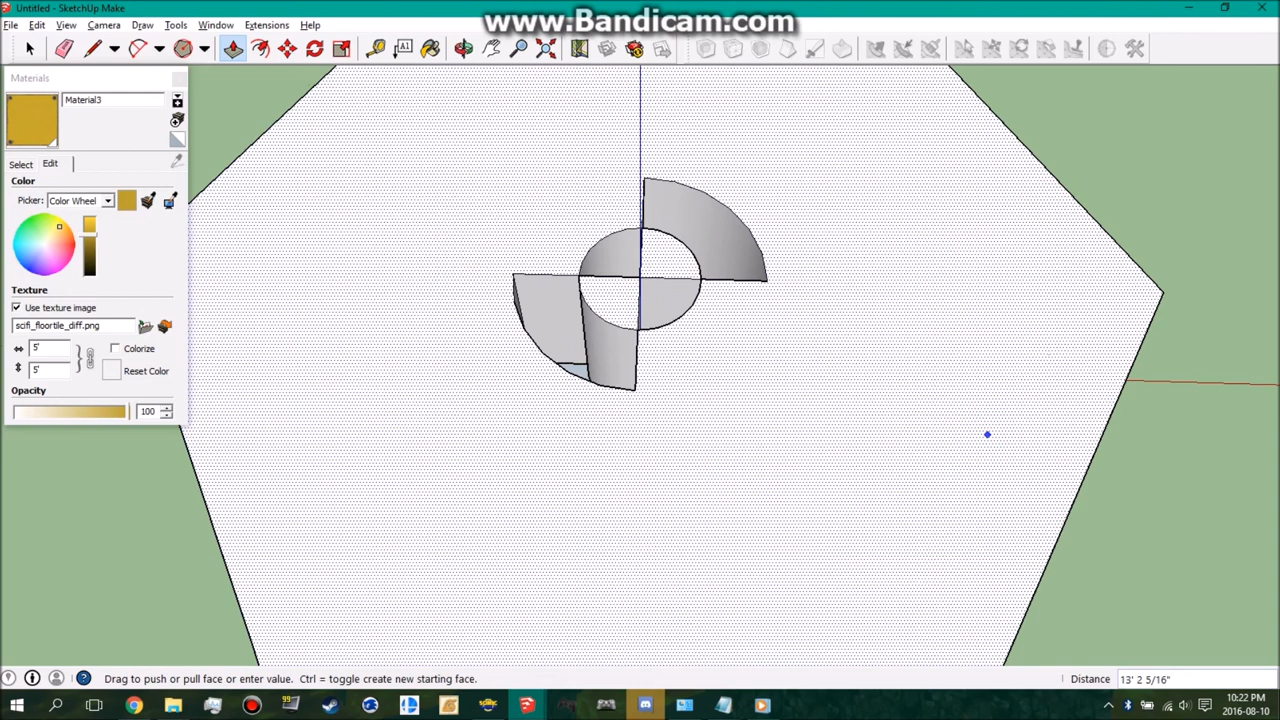 Untitled - SketchUp Make
www.Bandicam.com
File Edit View Camera Draw Tools Window Extensions Help
A1
Materials
Material3
Select Edit
Color
Picker: Color Wheel
Texture
Use texture image
scifi_floortile_diff.png
5' Colorize
5' Reset Color
Opacity
100
Drag to push or pull face or enter value. Ctrl = toggle create new starting face. Distance 13' 2 5/16"
99
10:22 PM
2016-08-10